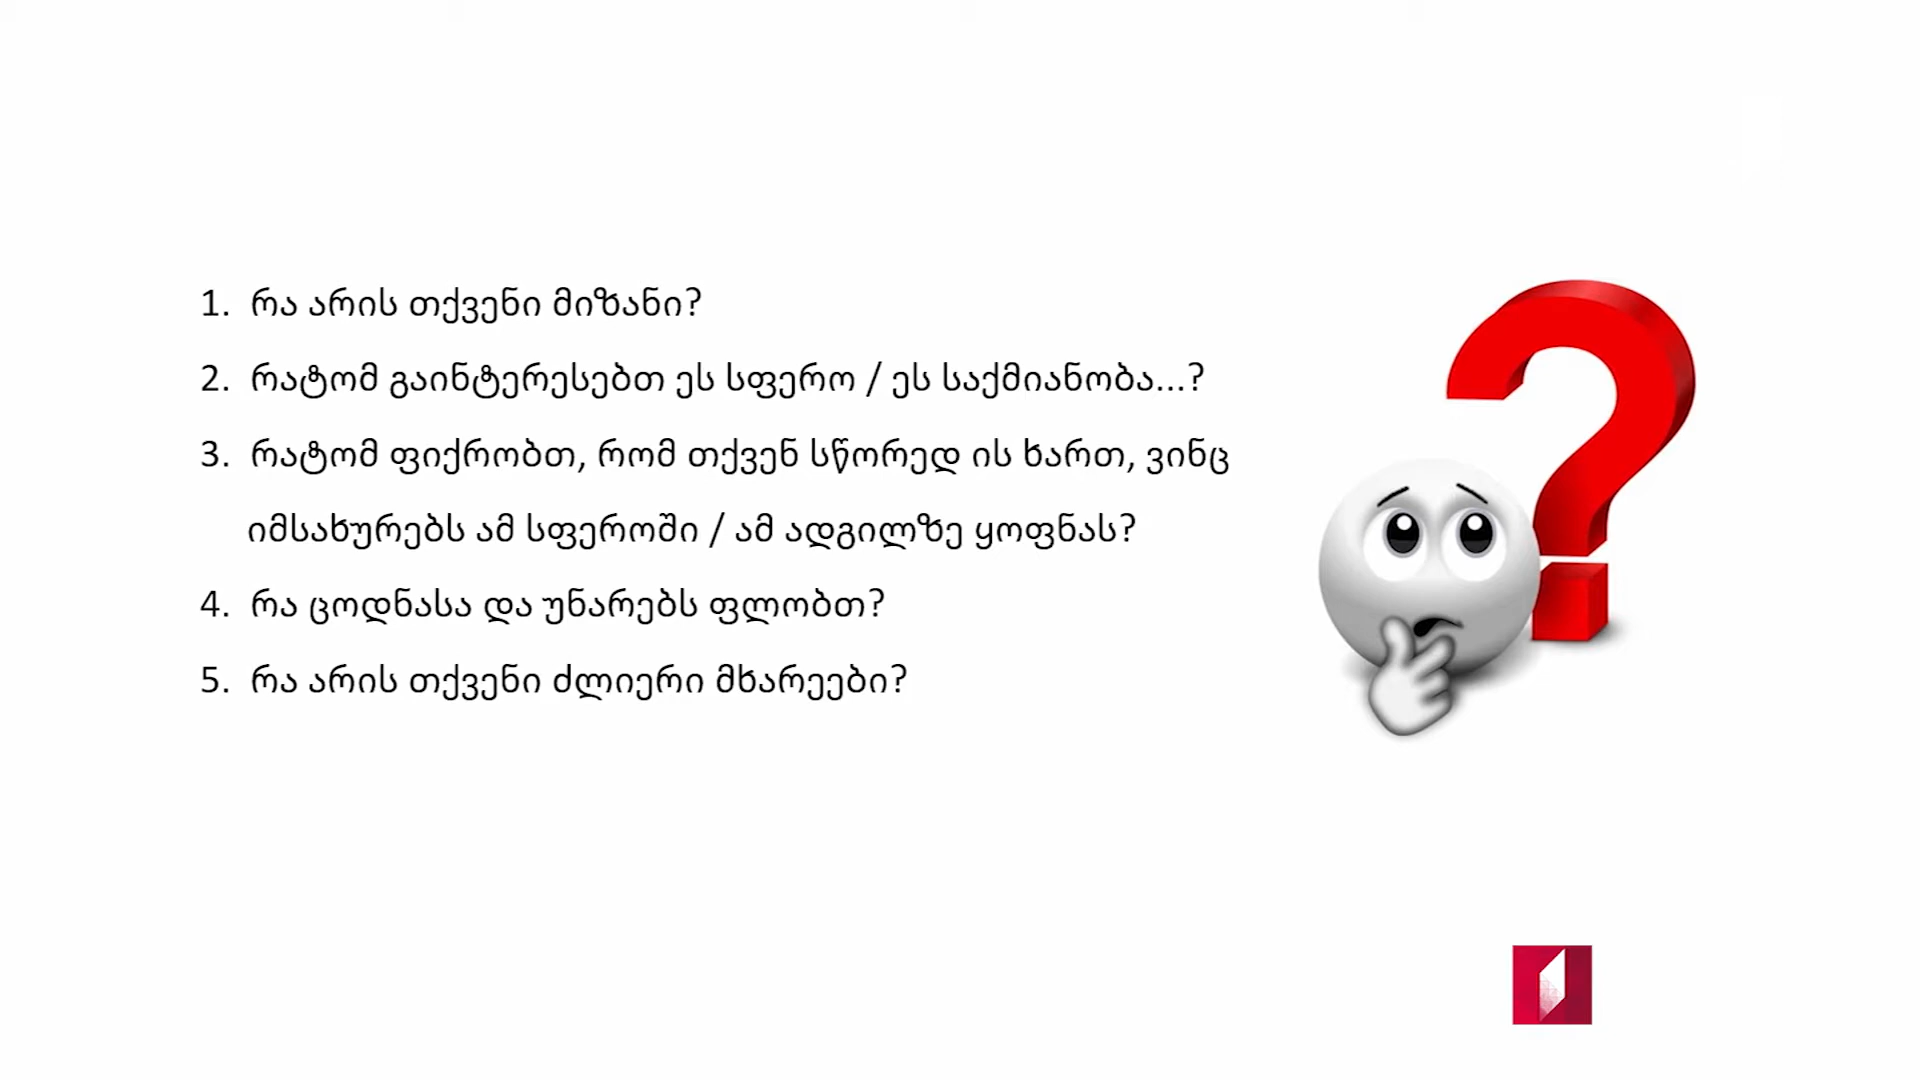 1. რა არის თქვენი მიზანი?
2. რატომ გაინტერესებთ ეს სფერო / ეს საქმიანობა...?
3. რატომ ფიქრობთ, რომ თქვენ სწორედ ის ხართ, ვინც
იმსახურებს ამ სფეროში / ამ ადგილზე ყოფნას?
4. რა ცოდნასა და უნარებს ფლობთ?
5. რა არის თქვენი ძლიერი მხარეები?